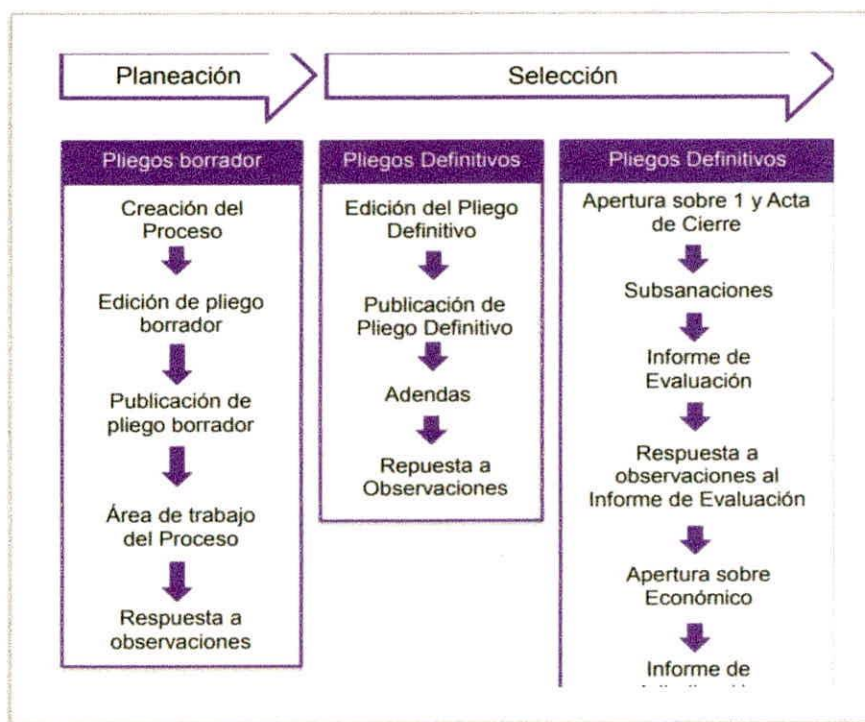 Planeación
Selección
Pliegos borrador
Creación del
Proceso
Edición de pliego
borrador
Publicación de
pliego borrador
Área de trabajo
del Proceso
Respuesta a
observaciones
Pliegos Definitivos
Edición del Pliego
Definitivo
Publicación de
Pliego Definitivo
Adendas
Repuesta a
Observaciones
Pliegos Definitivos
Apertura sobre 1 y Acta
de Cierre
Subsanaciones
Informe de
Evaluación
Respuesta a
observaciones al
Informe de Evaluación
Apertura sobre
Económico
Informe de